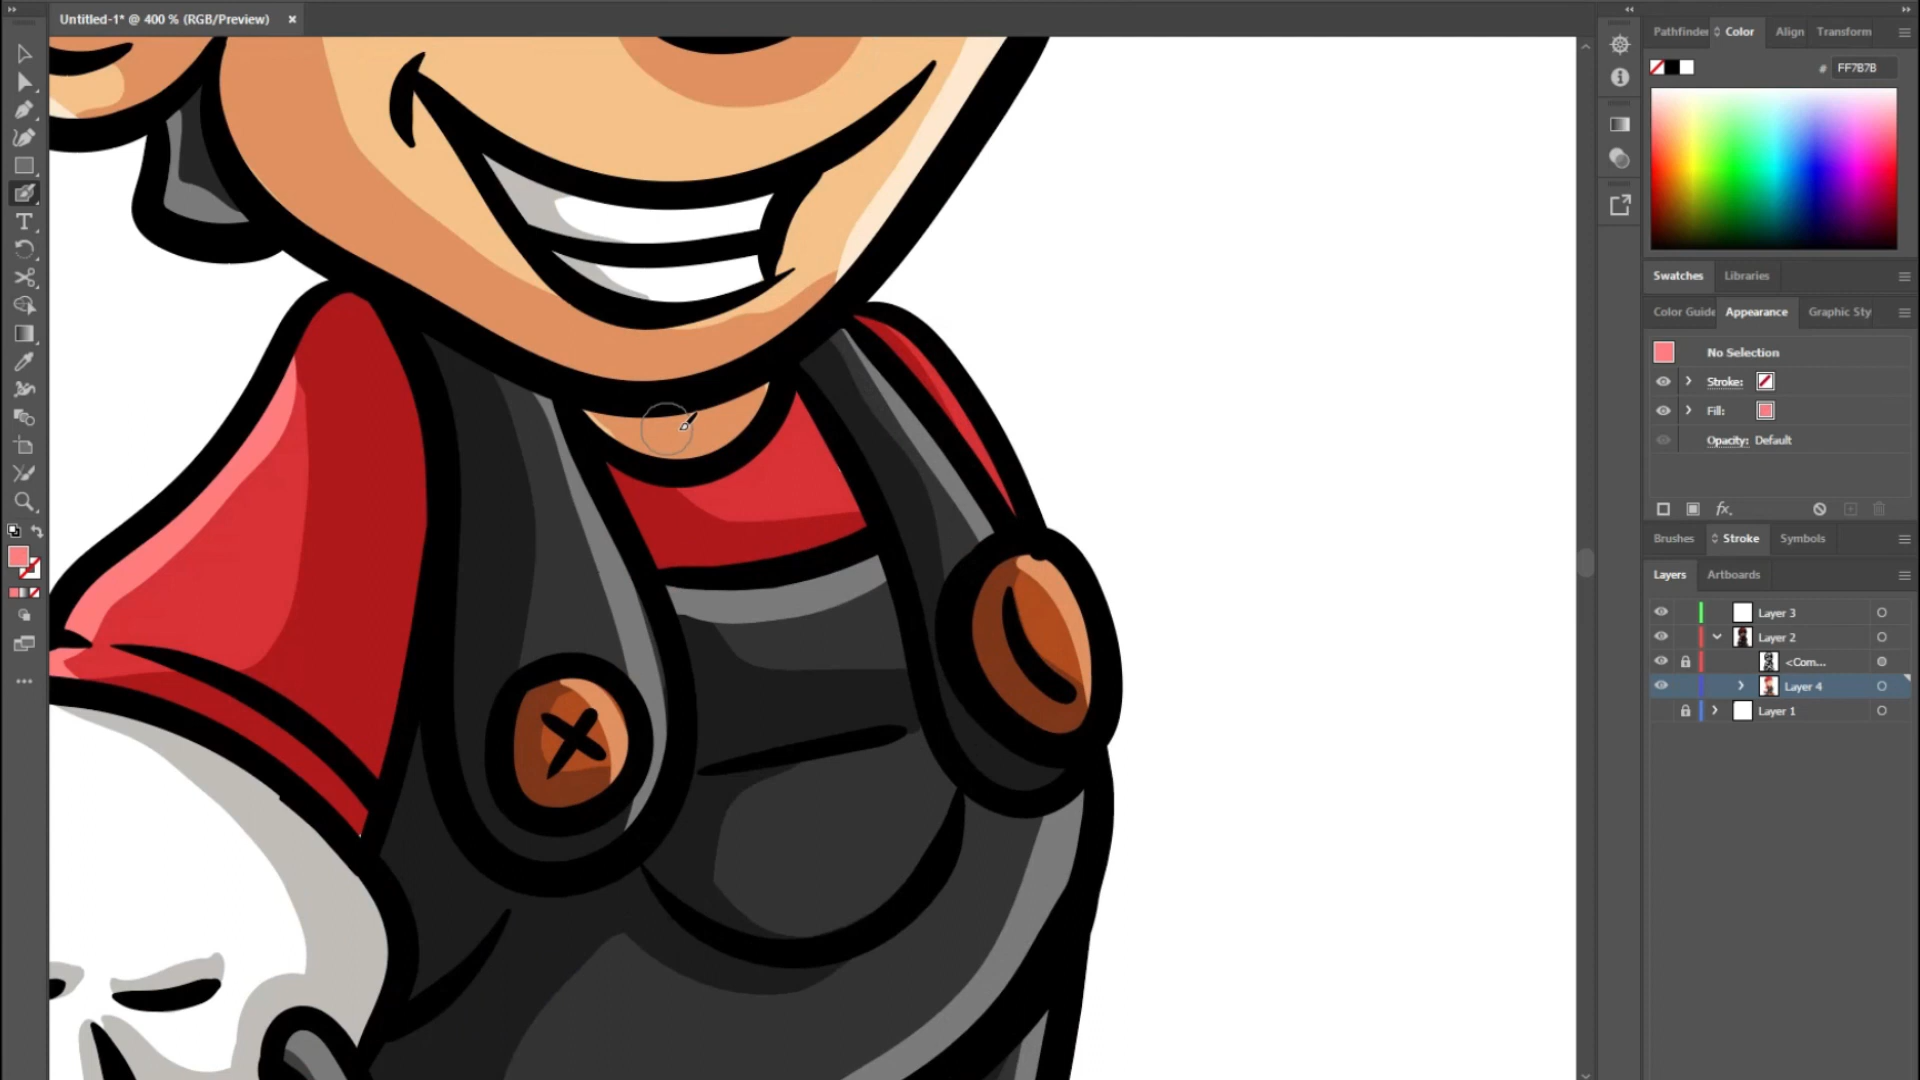 Untitled-1* @ 400 % (RGB/Preview)
Pathfinder Color Align Transform
# FF7B7B
Swatches Libraries
Color Guide Appearance Graphic Sty
No Selection
Stroke:
Fill:
Opacity: Default
fx.
Brushes Stroke Symbols
Layers Artboards
Layer 3
Layer 2
<Com...
Layer 4
Layer 1